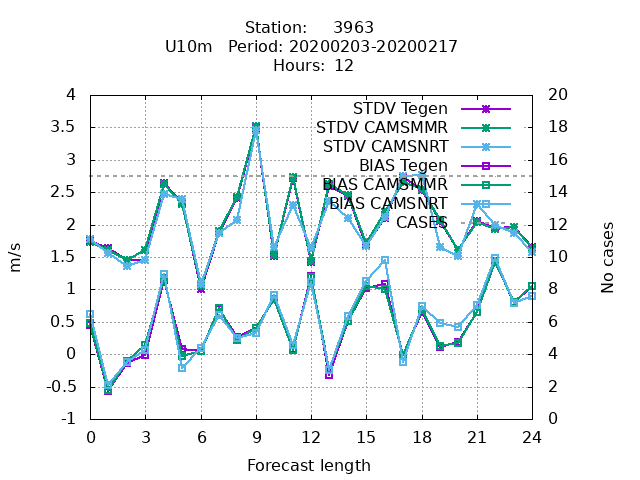 Station: 3963
U10m Period: 20200203-20200217
Hours: 12
4
3.5
3
2.5
2
1.5
1
0.5
0
-0.5
-1
20
18
16
14
12
10
8
6
4
2
0
STDV Tegen
STDV CAMSMMR
STDV CAMSNRT
BIAS Tegen
BIAS CAMSMMR
BIAS CAMSNRT
CASES
m/s
No cases
0 3 6 9 12 15 18 21 24
Forecast length